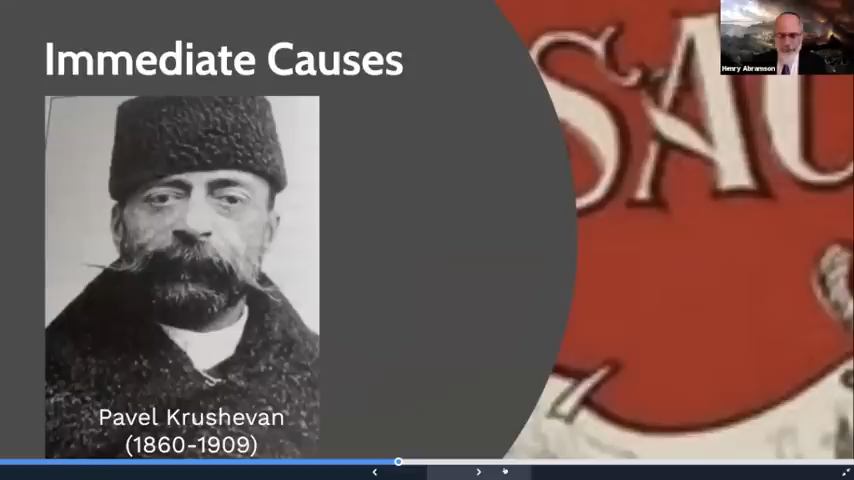 Immediate Causes
Henry Abramson
Pavel Krushevan
(1860-1909)